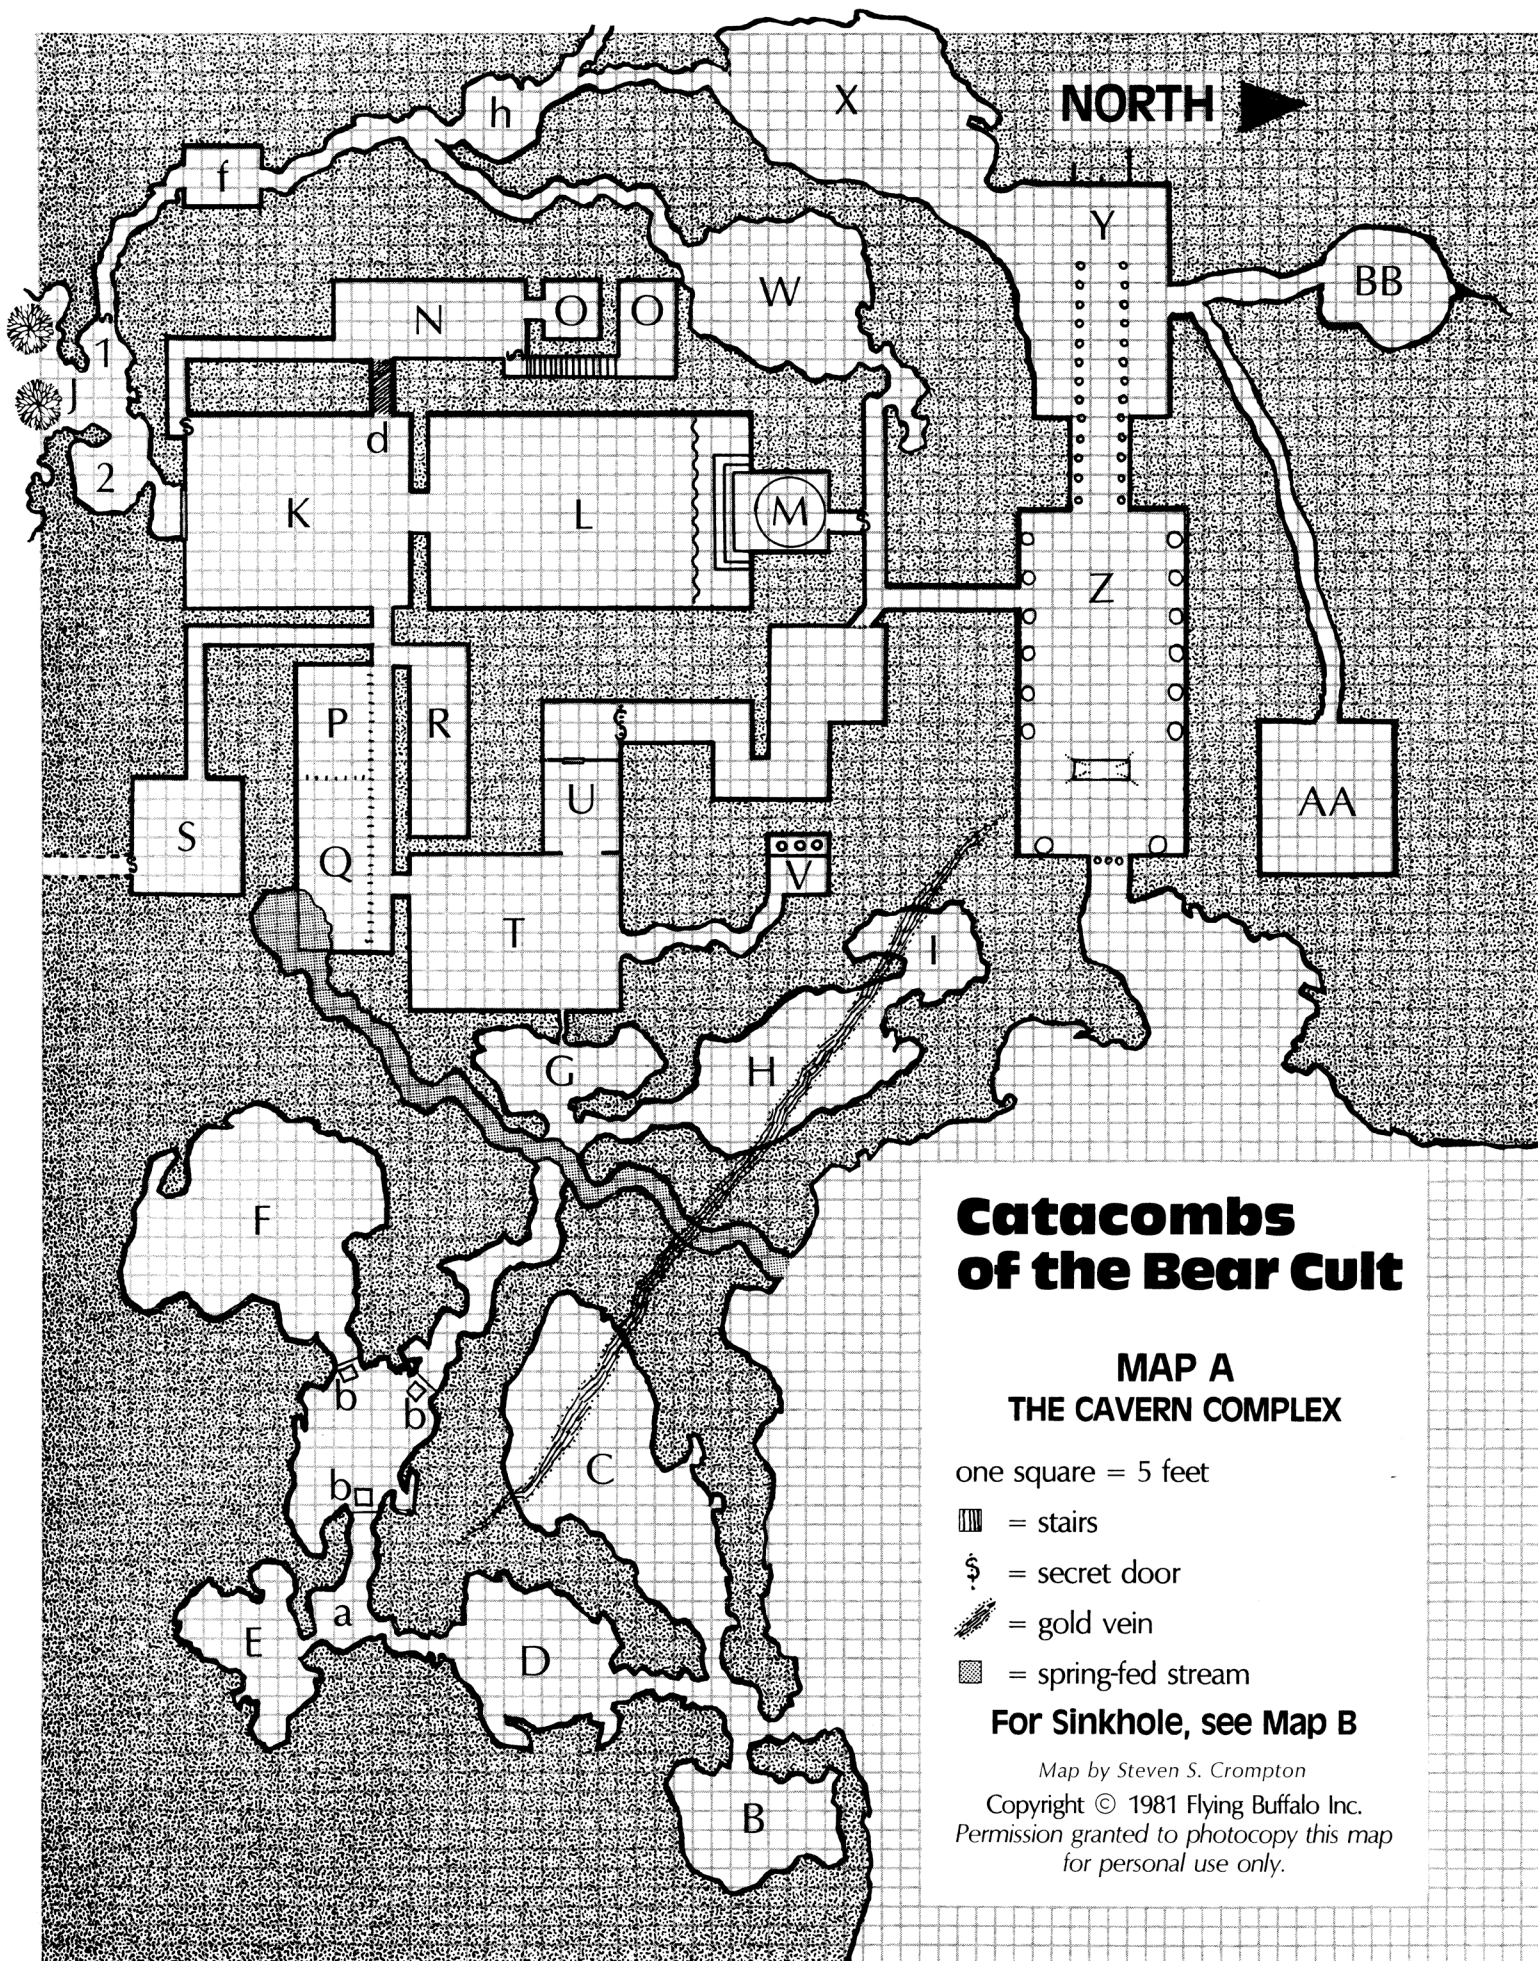 X
NORTH
h
f
Y
BB
W
N
O
O
1
J
d
2
K
L
M
Z
P
R
U
AA
S
Q
V
T
I
G
H
F
b
b
C
b
a
E
D
B
Catacombs
of the Bear Cult
MAP A
THE CAVERN COMPLEX
one square = 5 feet
= stairs
= secret door
= gold vein
= spring-fed stream
For Sinkhole, see Map B
Map by Steven S. Crompton
Copyright © 1981 Flying Buffalo Inc.
Permission granted to photocopy this map
for personal use only.